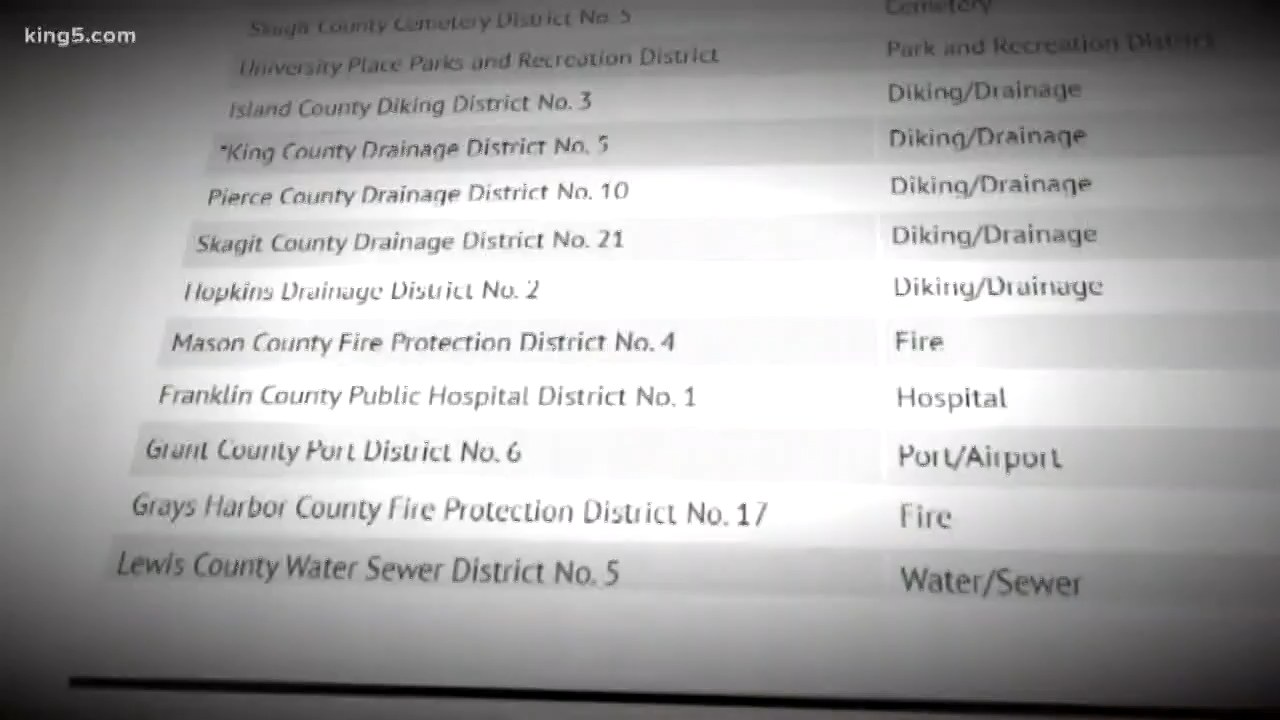 king5.com
Skagit County Cemetery District No. 5 Cemetery
University Place Parks and Recreation District Park and Recreation District
Island County Diking District No. 3 Diking/Drainage
*King County Drainage District No. 5 Diking/Drainage
Pierce County Drainage District No. 10 Diking/Drainage
Skagit County Drainage District No. 21 Diking/Drainage
Hopkins Drainage District No. 2 Diking/Drainage
Mason County Fire Protection District No. 4 Fire
Franklin County Public Hospital District No. 1 Hospital
Grant County Port District No. 6 Port/Airport
Grays Harbor County Fire Protection District No. 17 Fire
Lewis County Water Sewer District No. 5 Water/Sewer